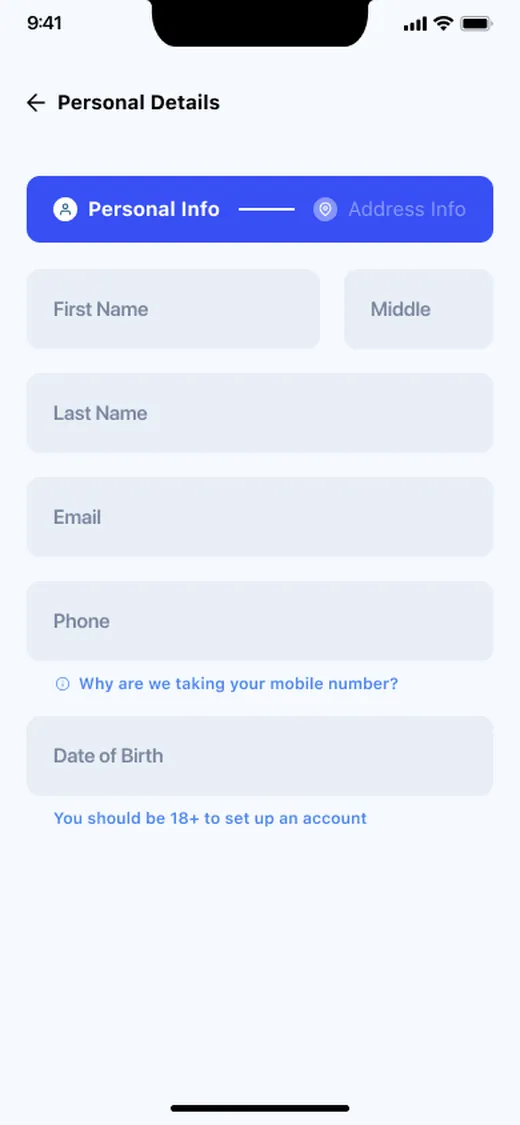 9:41
Personal Details
Personal Info Address Info
First Name Middle
Last Name
Email
Phone
Why are we taking your mobile number?
Date of Birth
You should be 18+ to set up an account